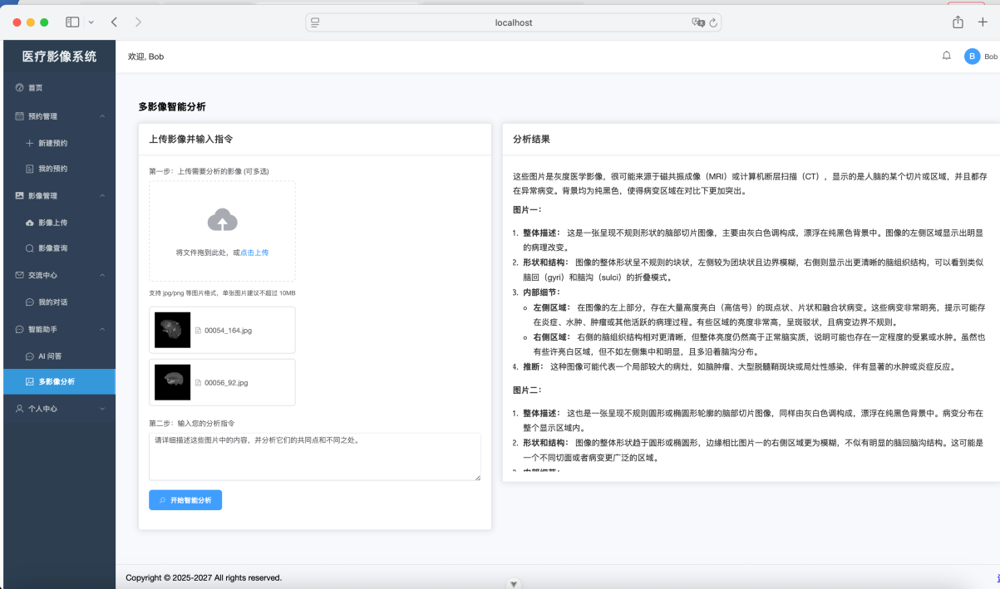 localhost
医疗影像系统
欢迎, Bob
B
Bob
首页
预约管理
新建预约
我的预约
影像管理
影像上传
影像查询
交流中心
我的对话
智能助手
AI 问答
多影像分析
个人中心
多影像智能分析
上传影像并输入指令
第一步：上传需要分析的影像 (可多选)
将文件拖到此处，或点击上传
支持 jpg/png 等图片格式，单张图片建议不超过 10MB
00054_164.jpg
00056_92.jpg
第二步：输入您的分析指令
请详细描述这些图片中的内容，并分析它们的共同点和不同之处。
开始智能分析
分析结果
这些图片是灰度医学影像，很可能来源于磁共振成像（MRI）或计算机断层扫描（CT），显示的是人脑的某个切片或区域，并且都存
在异常病变。背景均为纯黑色，使得病变区域在对比下更加突出。
图片一：
1. 整体描述： 这是一张呈现不规则形状的脑部切片图像，主要由灰白色调构成，漂浮在纯黑色背景中。图像的左侧区域显示出明显
的病理改变。
2. 形状和结构： 图像的整体形状呈不规则的块状，左侧较为团块状且边界模糊，右侧则显示出更清晰的脑组织结构，可以看到类似
脑回（gyri）和脑沟（sulci）的折叠模式。
3. 内部细节：
左侧区域： 在图像的左上部分，存在大量高度亮白（高信号）的斑点状、片状和融合状病变。这些病变非常明亮，提示可能存
在炎症、水肿、肿瘤或其他活跃的病理过程。有些区域的亮度非常高，呈斑驳状，且病变边界不规则。
右侧区域： 右侧的脑组织结构相对更清晰，但整体亮度仍然高于正常脑实质，说明可能也存在一定程度的受累或水肿。虽然也
有些许亮白区域，但不如左侧集中和明显，且多沿着脑沟分布。
4. 推断： 这种图像可能代表一个局部较大的病灶，如脑肿瘤、大型脱髓鞘斑块或局灶性感染，伴有显著的水肿或炎症反应。
图片二：
1. 整体描述： 这也是一张呈现不规则圆形或椭圆形轮廓的脑部切片图像，同样由灰白色调构成，漂浮在纯黑色背景中。病变分布在
整个显示区域内。
2. 形状和结构： 图像的整体形状趋于圆形或椭圆形，边缘相比图片一的右侧区域更为模糊，不似有明显的脑回脑沟结构。这可能是
一个不同切面或者病变更广泛的区域。
Copyright © 2025-2027 All rights reserved.